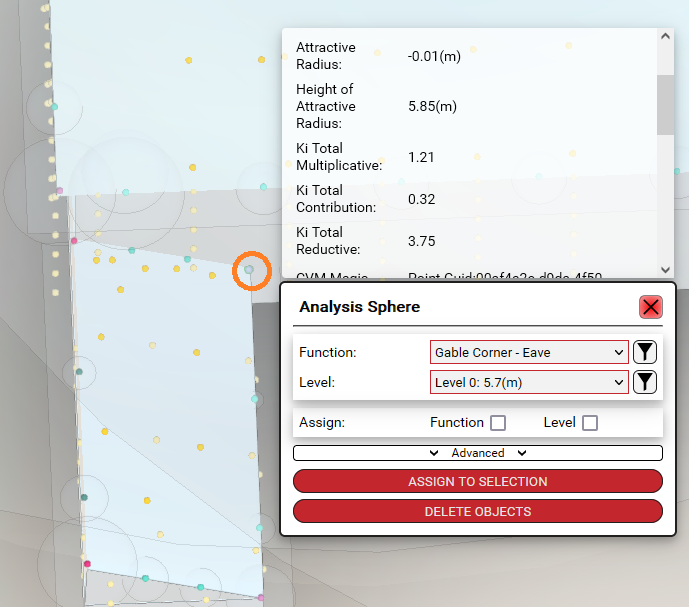 Attractive
Radius:
-0.01(m)
Height of
Attractive
Radius:
5.85(m)
Ki Total
Multiplicative:
1.21
Ki Total
Contribution:
0.32
Ki Total
Reductive:
3.75
Analysis Sphere
Function:
Gable Corner - Eave
Level:
Level 0: 5.7(m)
Assign:
Function
Level
Advanced
ASSIGN TO SELECTION
DELETE OBJECTS